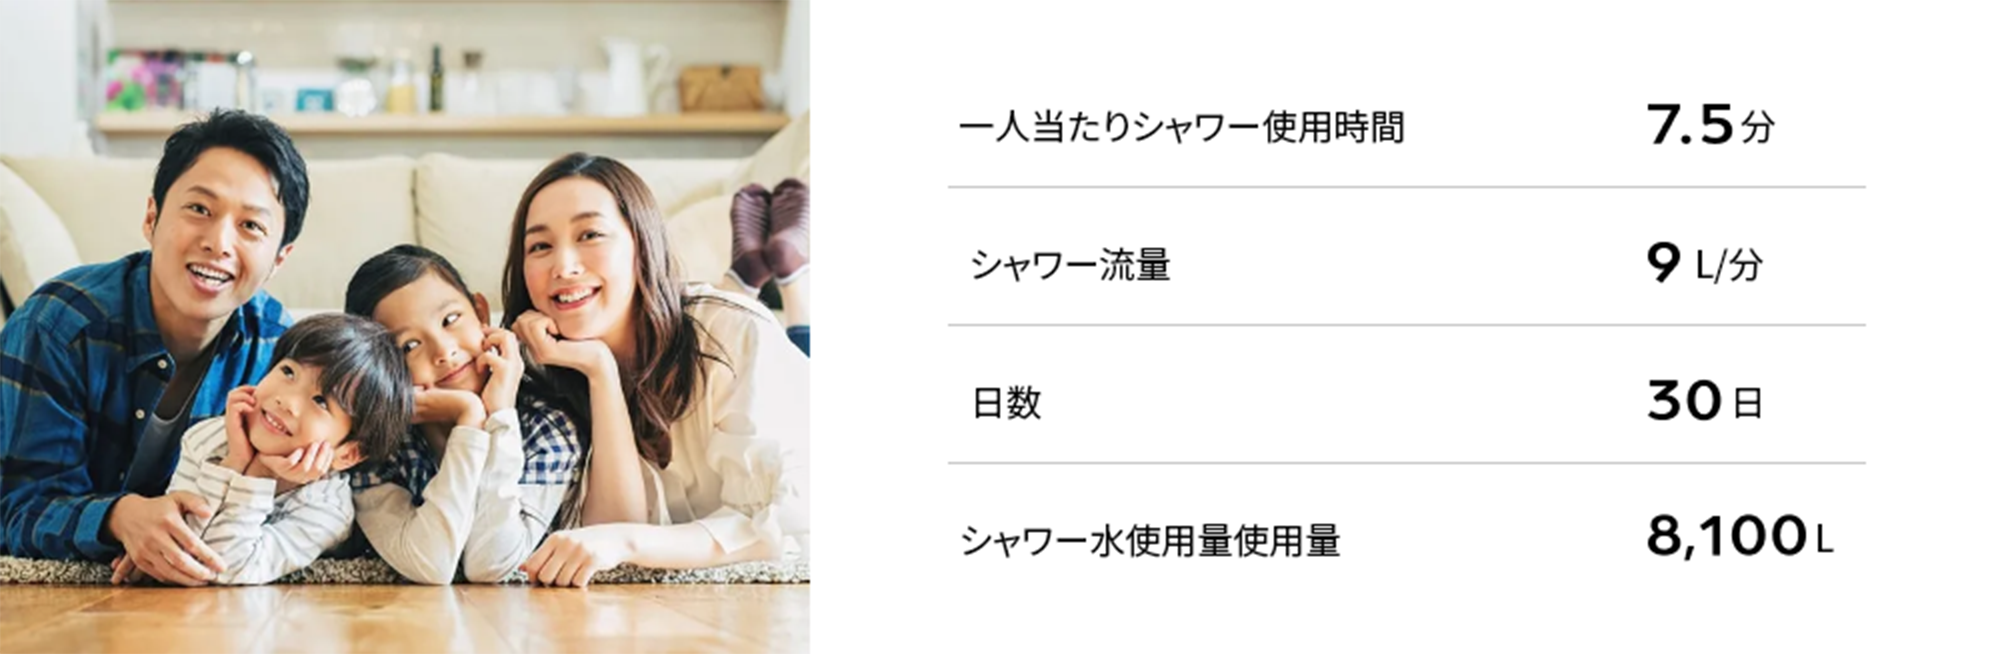 一人当たりシャワー使用時間 7.5分
シャワー流量 9 L/分
日数 30日
シャワー水使用量使用量 8,100L